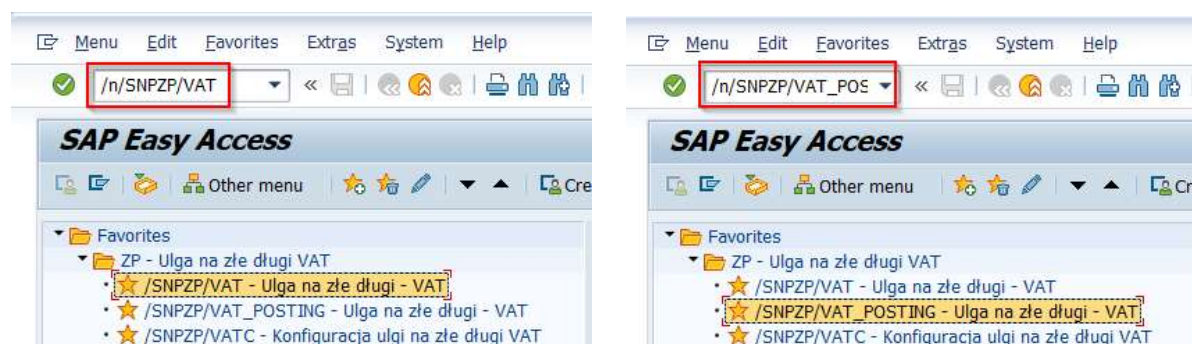 Menu Edit Favorites Extras System Help
/n/SNPZP/VAT
SAP Easy Access
Other menu Cre
Favorites
ZP - Ulga na złe długi VAT
/SNPZP/VAT - Ulga na złe długi - VAT
/SNPZP/VAT_POSTING - Ulga na złe długi - VAT
/SNPZP/VATC - Konfiguracja ulgi na złe długi VAT
Menu Edit Favorites Extras System Help
/n/SNPZP/VAT_POS
SAP Easy Access
Other menu Cr
Favorites
ZP - Ulga na złe długi VAT
/SNPZP/VAT - Ulga na złe długi - VAT
/SNPZP/VAT_POSTING - Ulga na złe długi - VAT
/SNPZP/VATC - Konfiguracja ulgi na złe długi VAT